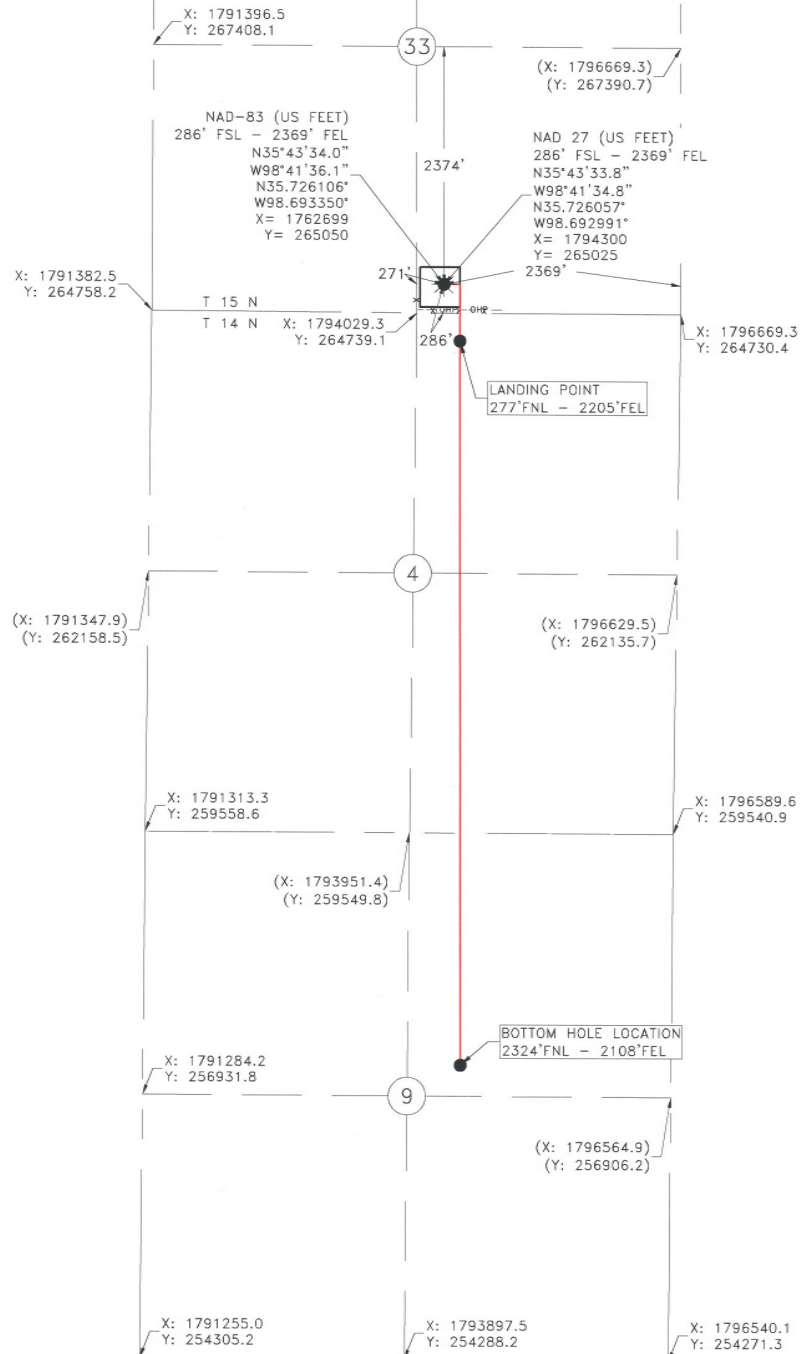 X: 1791396.5
Y: 267408.1
33
(X: 1796669.3)
(Y: 267390.7)
NAD-83 (US FEET)
286' FSL - 2369' FEL
N35°43'34.0"
W98°41'36.1"
N35.726106°
W98.693350°
X= 1762699
Y= 265050
2374'
NAD 27 (US FEET)
286' FSL - 2369' FEL
N35°43'33.8"
W98°41'34.8"
N35.726057°
W98.692991°
X= 1794300
Y= 265025
2369'
271'
X: 1791382.5
Y: 264758.2
T 15 N
T 14 N
X: 1794029.3
Y: 264739.1
OHP
286'
X: 1796669.3
Y: 264730.4
LANDING POINT
277'FNL - 2205'FEL
4
(X: 1791347.9)
(Y: 262158.5)
(X: 1796629.5)
(Y: 262135.7)
X: 1791313.3
Y: 259558.6
X: 1796589.6
Y: 259540.9
(X: 1793951.4)
(Y: 259549.8)
BOTTOM HOLE LOCATION
2324'FNL - 2108'FEL
X: 1791284.2
Y: 256931.8
9
(X: 1796564.9)
(Y: 256906.2)
X: 1791255.0
Y: 254305.2
X: 1793897.5
Y: 254288.2
X: 1796540.1
Y: 254271.3